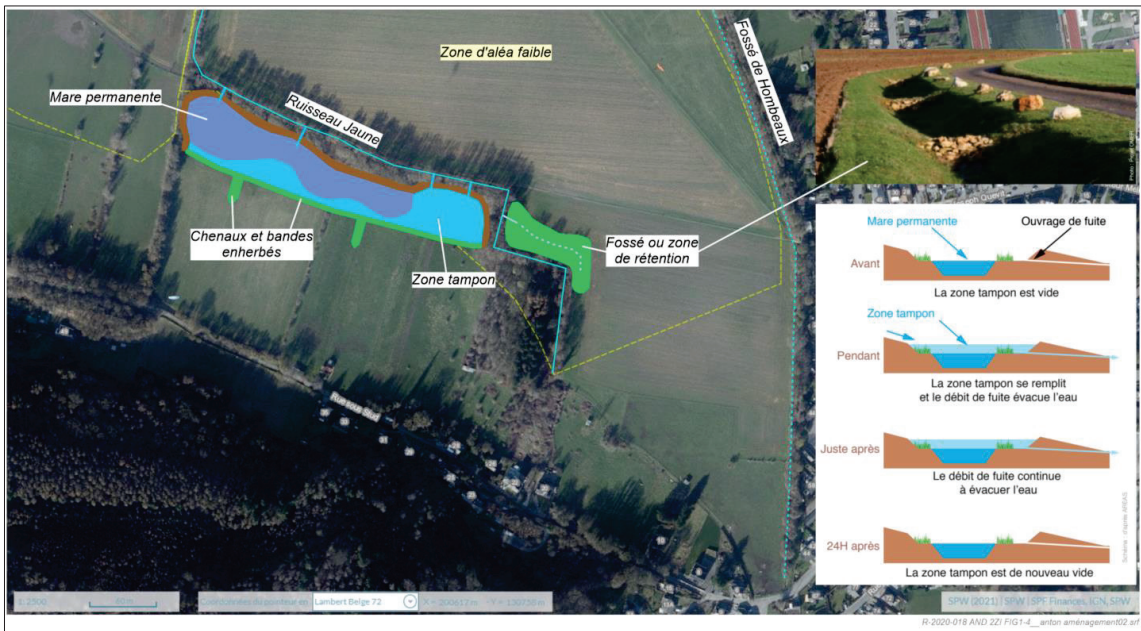 Zone d'aléa faible
Fossé de Hombeaux
Mare permanente
Ruisseau Jaune
Chenaux et bandes
enherbés
Fossé ou zone
de rétention
Zone tampon
Mare permanente
Ouvrage de fuite
Avant
La zone tampon est vide
Zone tampon
Pendant
La zone tampon se remplit
et le débit de fuite évacue l'eau
Juste après
Le débit de fuite continue
à évacuer l'eau
24H après
La zone tampon est de nouveau vide
Schéma : d'après AREAS
Lambert Belge 72
SPW (2021) | SPW | SPF Finances, IGN, SPW
R-2020-018 AND 2ZI FIG1-4__anton aménagement02.srf